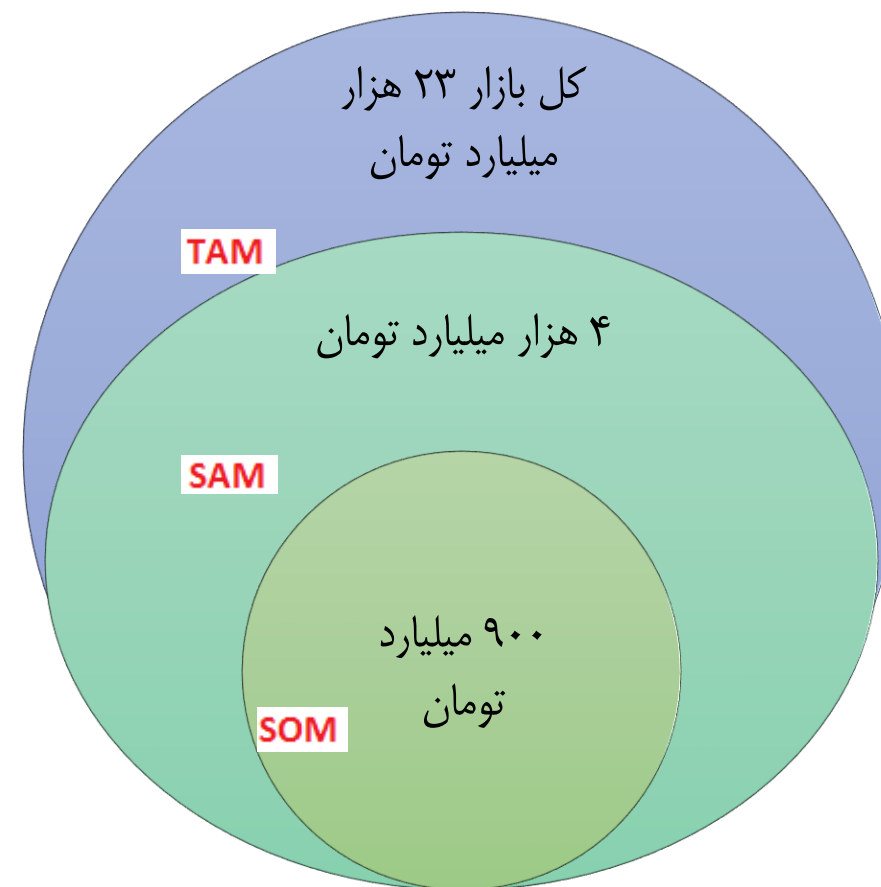 کل بازار ۲۳ هزار
میلیارد تومان
TAM
۴ هزار میلیارد تومان
SAM
۹۰۰ میلیارد
تومان
SOM